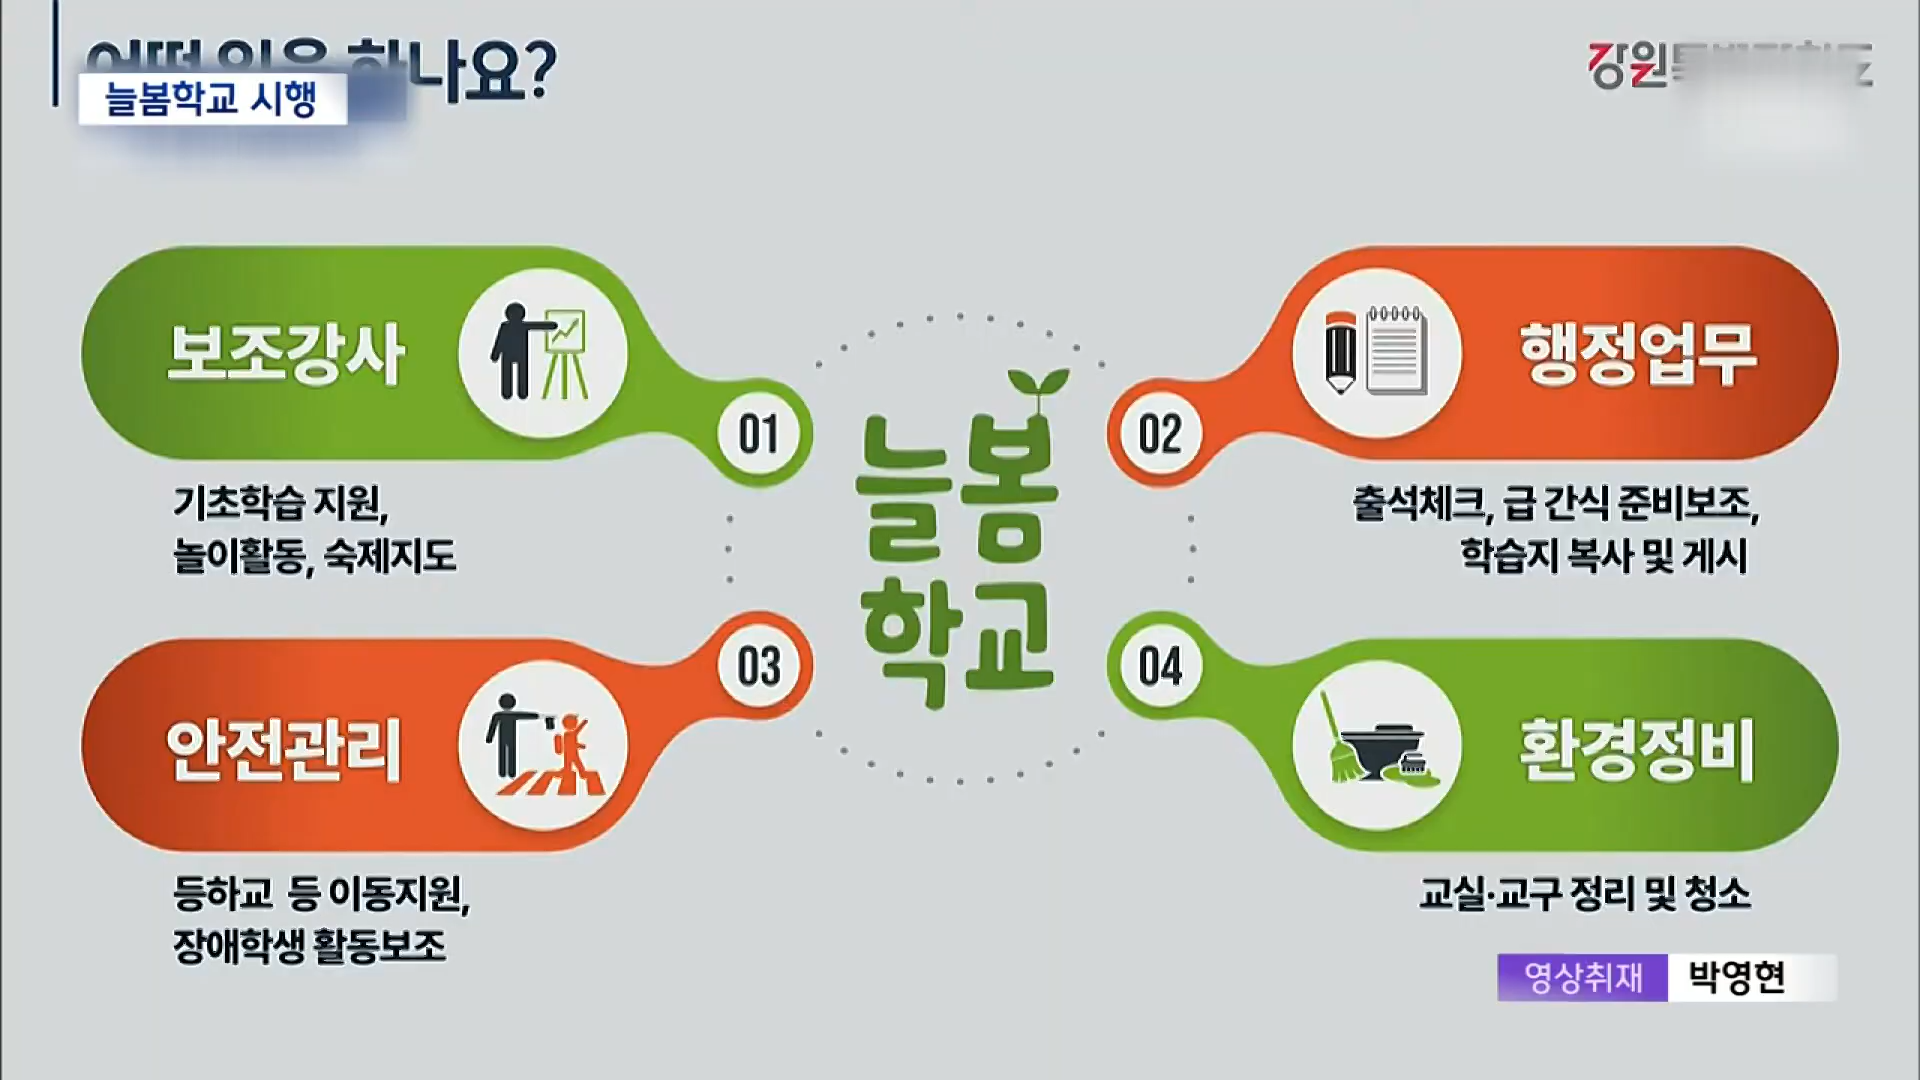 하나요?
늘봄학교 시행
강원
보조강사
01
기초학습 지원,
놀이활동, 숙제지도
02
행정업무
출석체크, 급 간식 준비보조,
학습지 복사 및 게시
늘봄
학교
안전관리
03
등하교 등 이동지원,
장애학생 활동보조
04
환경정비
교실·교구 정리 및 청소
영상취재 박영현